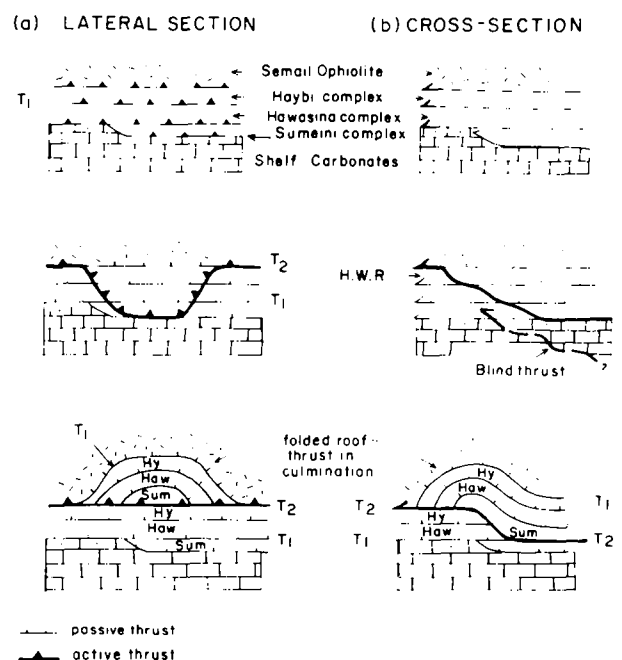 (a) LATERAL SECTION
(b) CROSS-SECTION
Semail Ophiolite
T1
Haybi complex
Hawasina complex
Sumeini complex
Shelf Carbonates
T2
T1
H.W.R
Blind thrust
?
T1
folded roof-
thrust in
culmination
Hy
Haw
Sum
T2
Hy
Haw
T1
Sum
Hy
Haw
T1
T2
Hy
Haw
Sum
T1
T2
passive thrust
active thrust